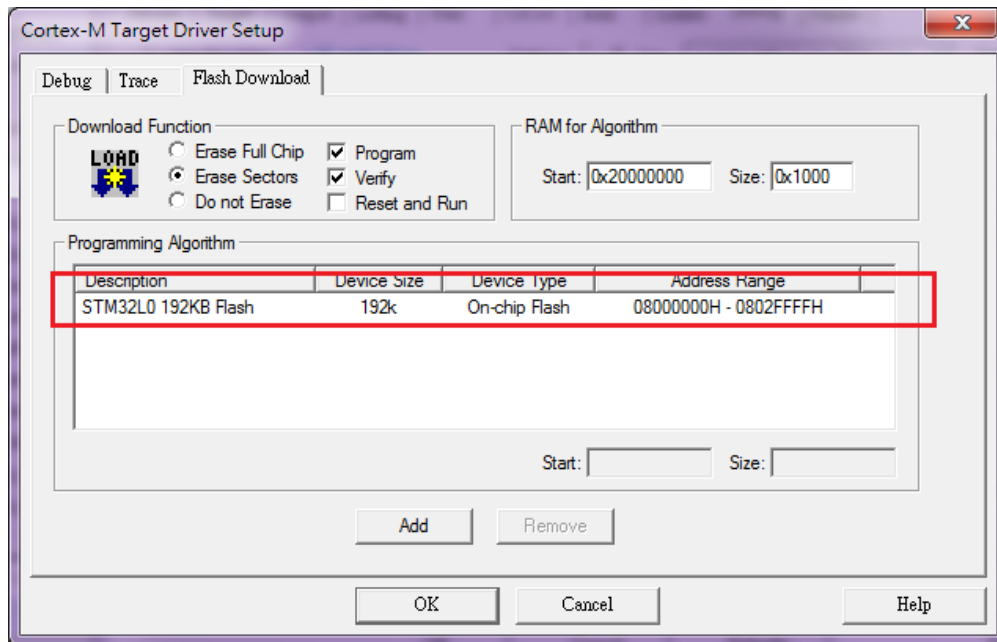 Cortex-M Target Driver Setup
Debug Trace Flash Download
Download Function
LOAD
Erase Full Chip
Erase Sectors
Do not Erase
Program
Verify
Reset and Run
RAM for Algorithm
Start: 0x20000000 Size: 0x1000
Programming Algorithm
Description Device Size Device Type Address Range
STM32L0 192KB Flash 192k On-chip Flash 08000000H - 0802FFFFH
Start: Size:
Add Remove
OK Cancel Help